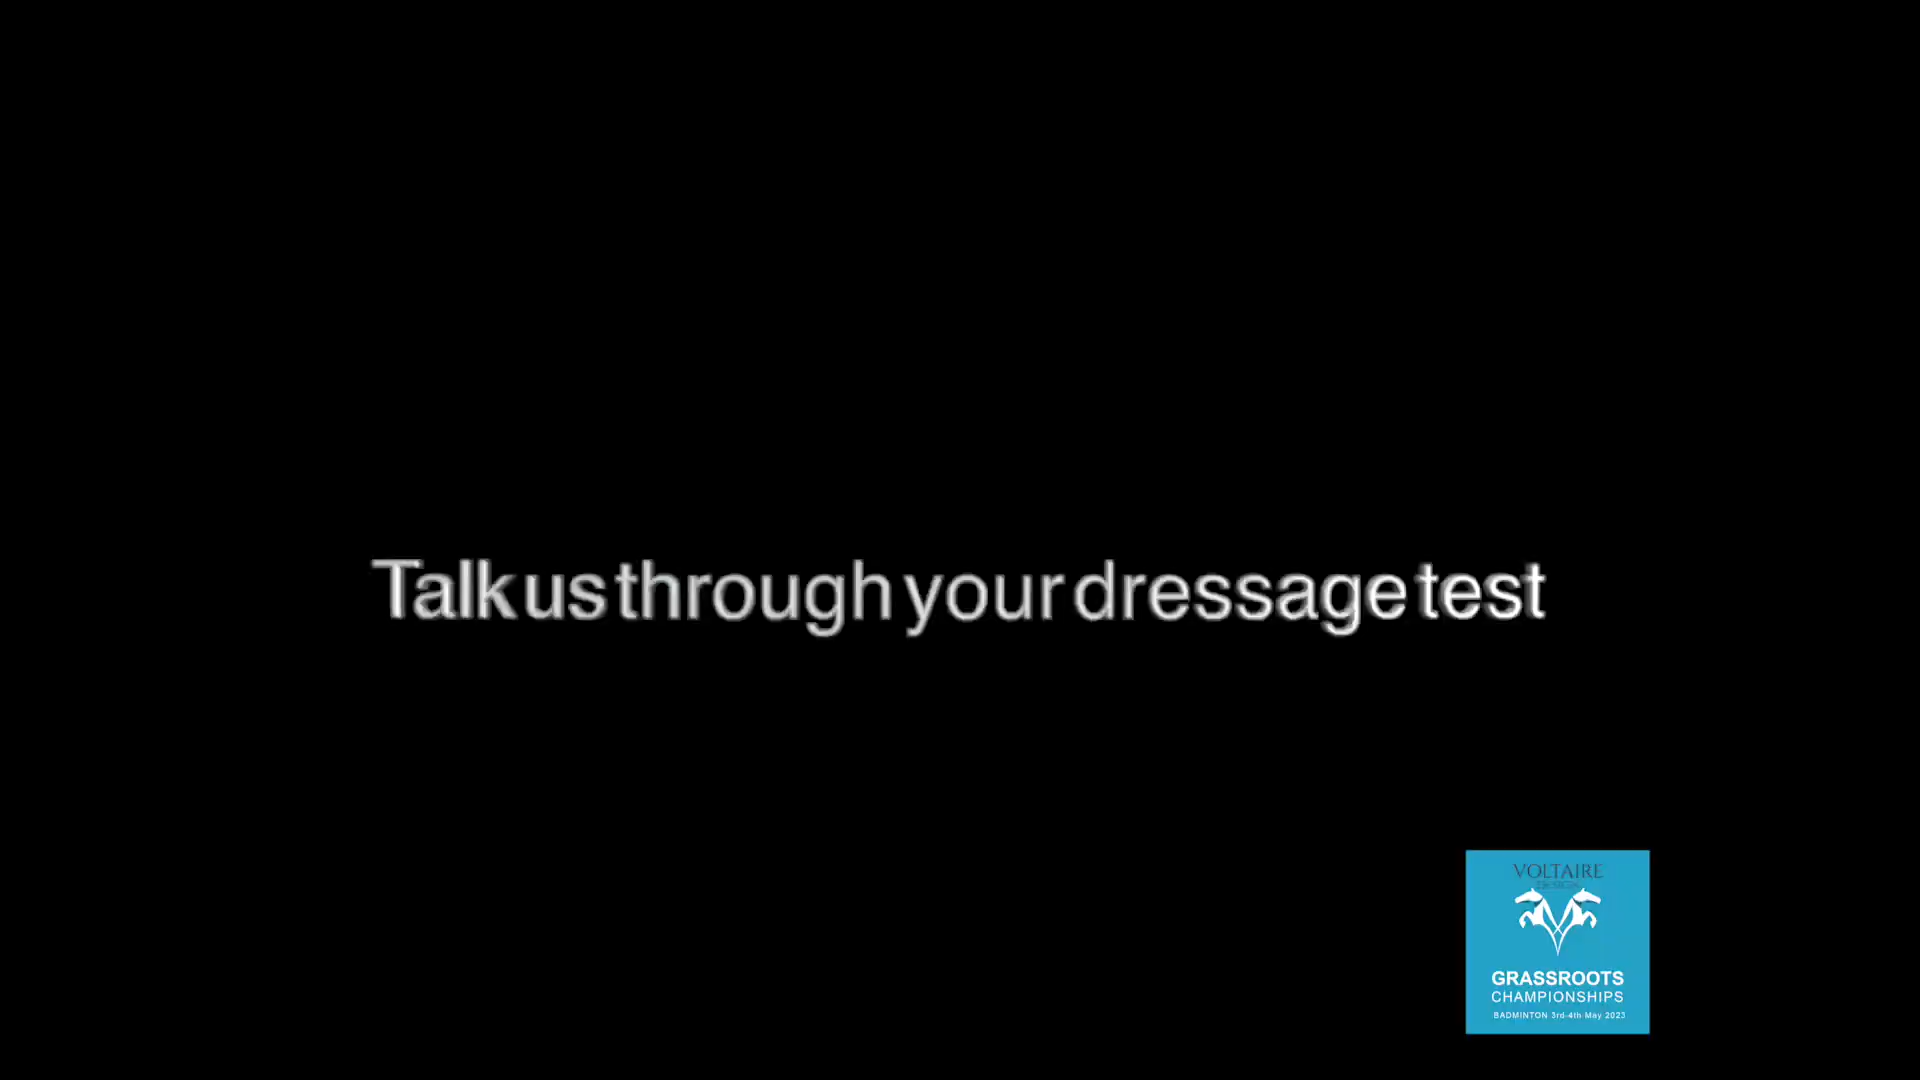 Talk us through your dressage test
VOLTAIRE
GRASSROOTS
CHAMPIONSHIPS
BADMINTON 3rd-4th May 2023